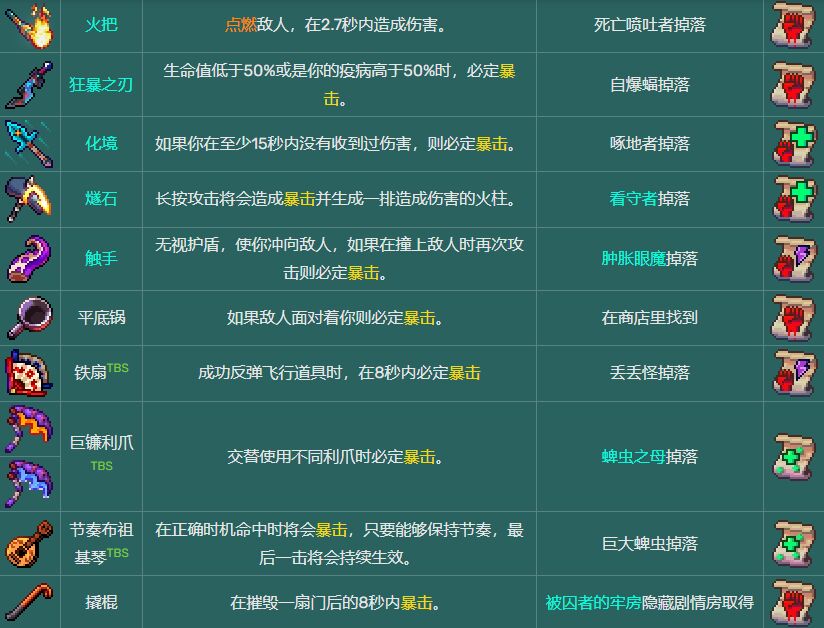 火把
点燃敌人，在2.7秒内造成伤害。
死亡喷吐者掉落
狂暴之刃
生命值低于50%或是你的疫病高于50%时，必定暴
击。
自爆蝠掉落
化境
如果你在至少15秒内没有收到过伤害，则必定暴击。
啄地者掉落
燧石
长按攻击将会造成暴击并生成一排造成伤害的火柱。
看守者掉落
触手
无视护盾，使你冲向敌人，如果在撞上敌人时再次攻
击则必定暴击。
肿胀眼魔掉落
平底锅
如果敌人面对着你则必定暴击。
在商店里找到
铁扇TBS
成功反弹飞行道具时，在8秒内必定暴击
丢丢怪掉落
巨镰利爪
TBS
交替使用不同利爪时必定暴击。
蜱虫之母掉落
节奏布祖
基琴TBS
在正确时机命中时将会暴击，只要能够保持节奏，最
后一击将会持续生效。
巨大蜱虫掉落
撬棍
在摧毁一扇门后的8秒内暴击。
被囚者的牢房隐藏剧情房取得